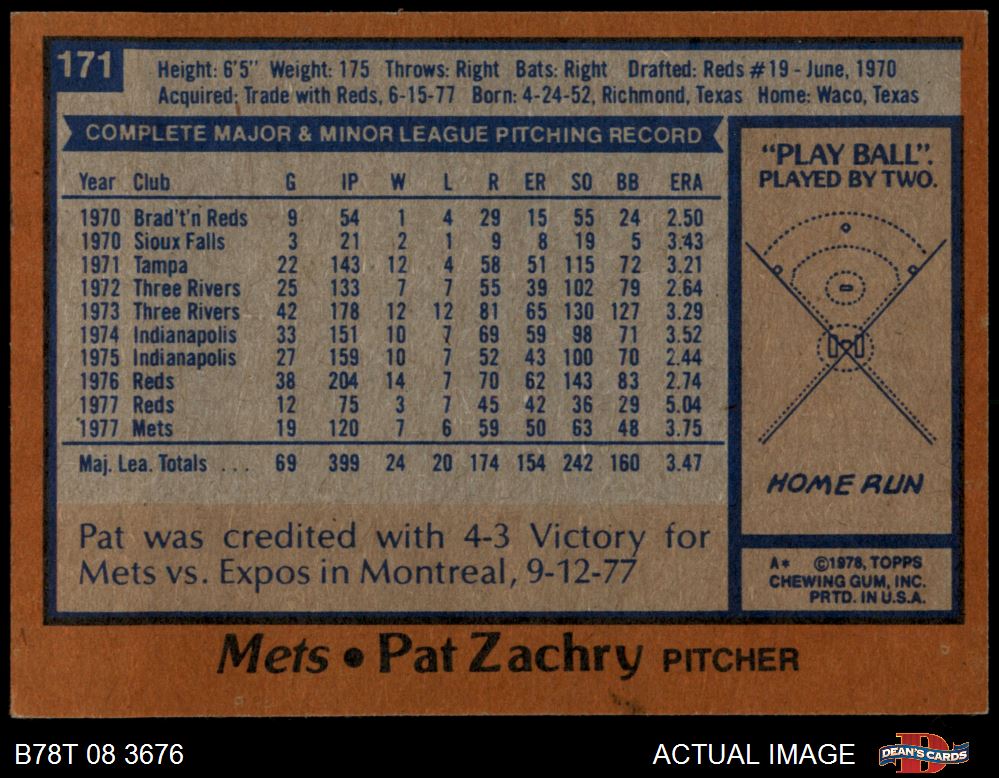 171
Height: 6'5" Weight: 175 Throws: Right Bats: Right Drafted: Reds #19 - June, 1970
Acquired: Trade with Reds, 6-15-77 Born: 4-24-52, Richmond, Texas Home: Waco, Texas
COMPLETE MAJOR & MINOR LEAGUE PITCHING RECORD
Year Club G IP W L R ER SO BB ERA
1970 Brad't'n Reds 9 54 1 4 29 15 55 24 2.50
1970 Sioux Falls 3 21 2 1 9 8 19 5 3.43
1971 Tampa 22 143 12 4 58 51 115 72 3.21
1972 Three Rivers 25 133 7 7 55 39 102 79 2.64
1973 Three Rivers 42 178 12 12 81 65 130 127 3.29
1974 Indianapolis 33 151 10 7 69 59 98 71 3.52
1975 Indianapolis 27 159 10 7 52 43 100 70 2.44
1976 Reds 38 204 14 7 70 62 143 83 2.74
1977 Reds 12 75 3 7 45 42 36 29 5.04
1977 Mets 19 120 7 6 59 50 63 48 3.75
Maj. Lea. Totals ... 69 399 24 20 174 154 242 160 3.47
Pat was credited with 4-3 Victory for
Mets vs. Expos in Montreal, 9-12-77
"PLAY BALL".
PLAYED BY TWO.
HOME RUN
A* ©1978, TOPPS
CHEWING GUM, INC.
PRTD. IN U.S.A.
Mets • Pat Zachry PITCHER
B78T 08 3676
ACTUAL IMAGE
D
DEAN'S CARDS